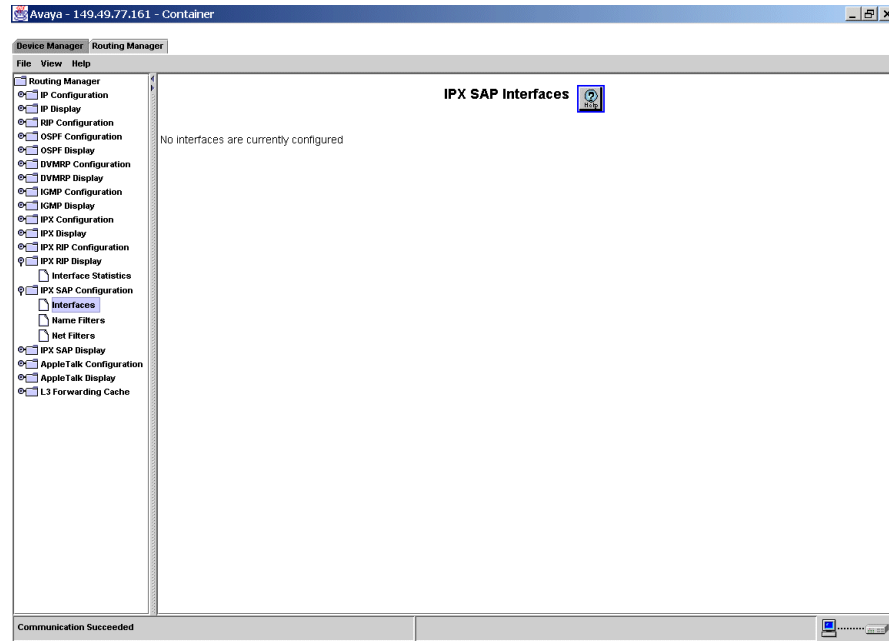 Avaya - 149.49.77.161 - Container
Device Manager
Routing Manager
File View Help
Routing Manager
IP Configuration
IP Display
RIP Configuration
OSPF Configuration
OSPF Display
DVMRP Configuration
DVMRP Display
IGMP Configuration
IGMP Display
IPX Configuration
IPX Display
IPX RIP Configuration
IPX RIP Display
Interface Statistics
IPX SAP Configuration
Interfaces
Name Filters
Net Filters
IPX SAP Display
AppleTalk Configuration
AppleTalk Display
L3 Forwarding Cache
IPX SAP Interfaces
Help
No interfaces are currently configured
Communication Succeeded